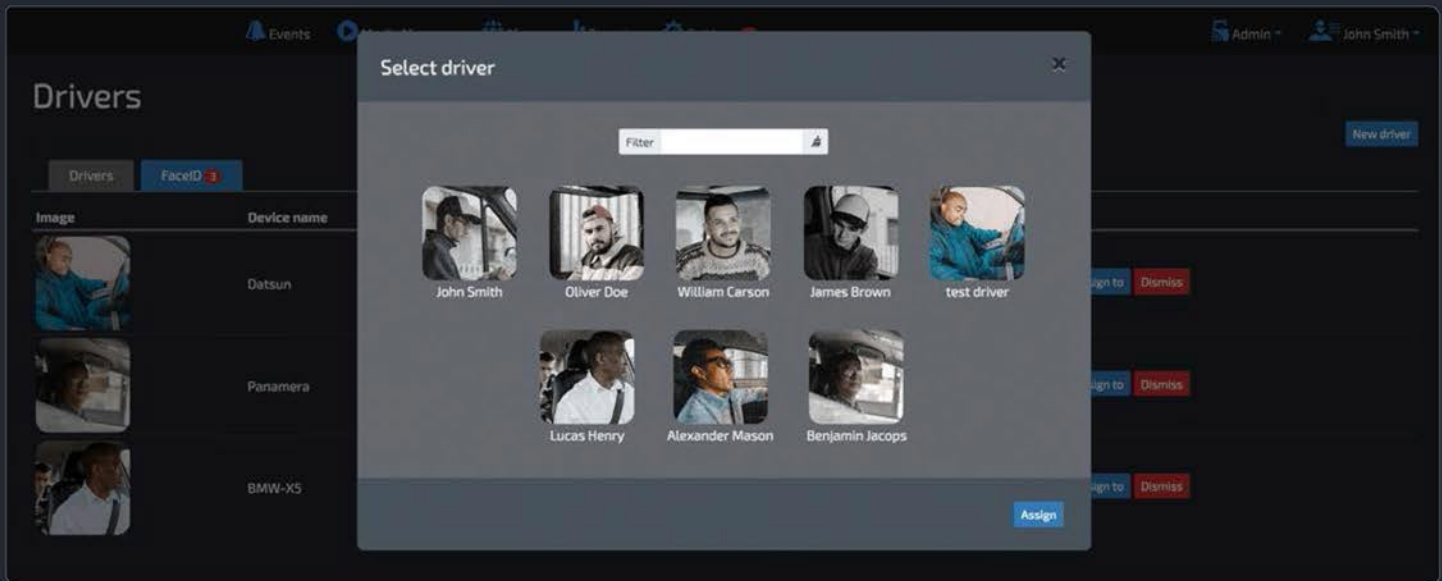 Events
Admin
John Smith
Select driver
Drivers
New driver
Filter
Drivers
FaceID 3
Image
Device name
John Smith
Oliver Doe
William Carson
James Brown
test driver
Datsun
Dismiss
Lucas Henry
Alexander Mason
Benjamin Jacops
Panamera
Dismiss
BMW-X5
Dismiss
Assign